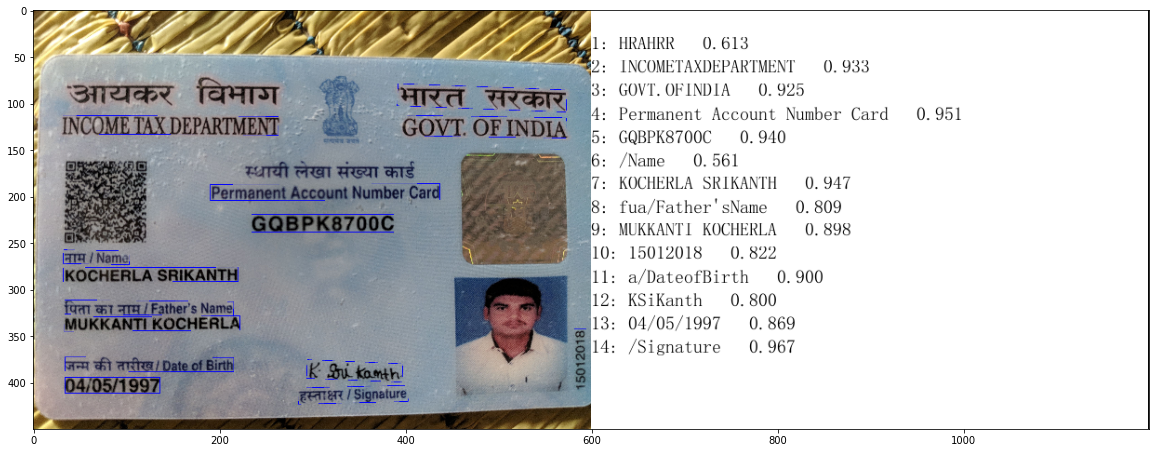 आयकर विभाग
भारत सरकार
INCOME TAX DEPARTMENT
GOVT. OF INDIA
स्थायी लेखा संख्या कार्ड
Permanent Account Number Card
GQBPK8700C
नाम / Name
KOCHERLA SRIKANTH
पिता का नाम / Father's Name
MUKKANTI KOCHERLA
जन्म की तारीख / Date of Birth
04/05/1997
K Srikanth
हस्ताक्षर / Signature
15012018
1: HRAHRR 0.613
2: INCOMETAXDEPARTMENT 0.933
3: GOVT.OFINDIA 0.925
4: Permanent Account Number Card 0.951
5: GQBPK8700C 0.940
6: /Name 0.561
7: KOCHERLA SRIKANTH 0.947
8: fua/Father'sName 0.809
9: MUKKANTI KOCHERLA 0.898
10: 15012018 0.822
11: a/DateofBirth 0.900
12: KSiKanth 0.800
13: 04/05/1997 0.869
14: /Signature 0.967
0
50
100
150
200
250
300
350
400
0
200
400
600
800
1000